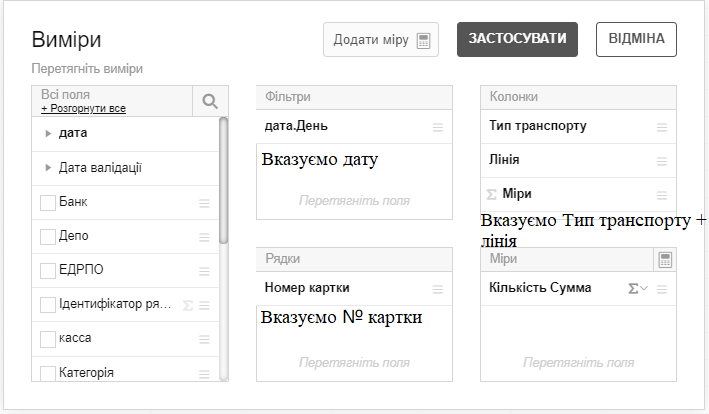 Виміри
Додати міру
ЗАСТОСУВАТИ
ВІДМІНА
Перетягніть виміри
Всі поля
+ Розгорнути все
дата
Дата валідації
Банк
Депо
ЕДРПО
Ідентифікатор ря...
касса
Категорія
Фільтри
дата.День
Вказуємо дату
Перетягніть поля
Колонки
Тип транспорту
Лінія
Σ Міри
Вказуємо Тип транспорту +
лінія
Рядки
Номер картки
Вказуємо № картки
Перетягніть поля
Міри
Кількість Сумма
Перетягніть поля